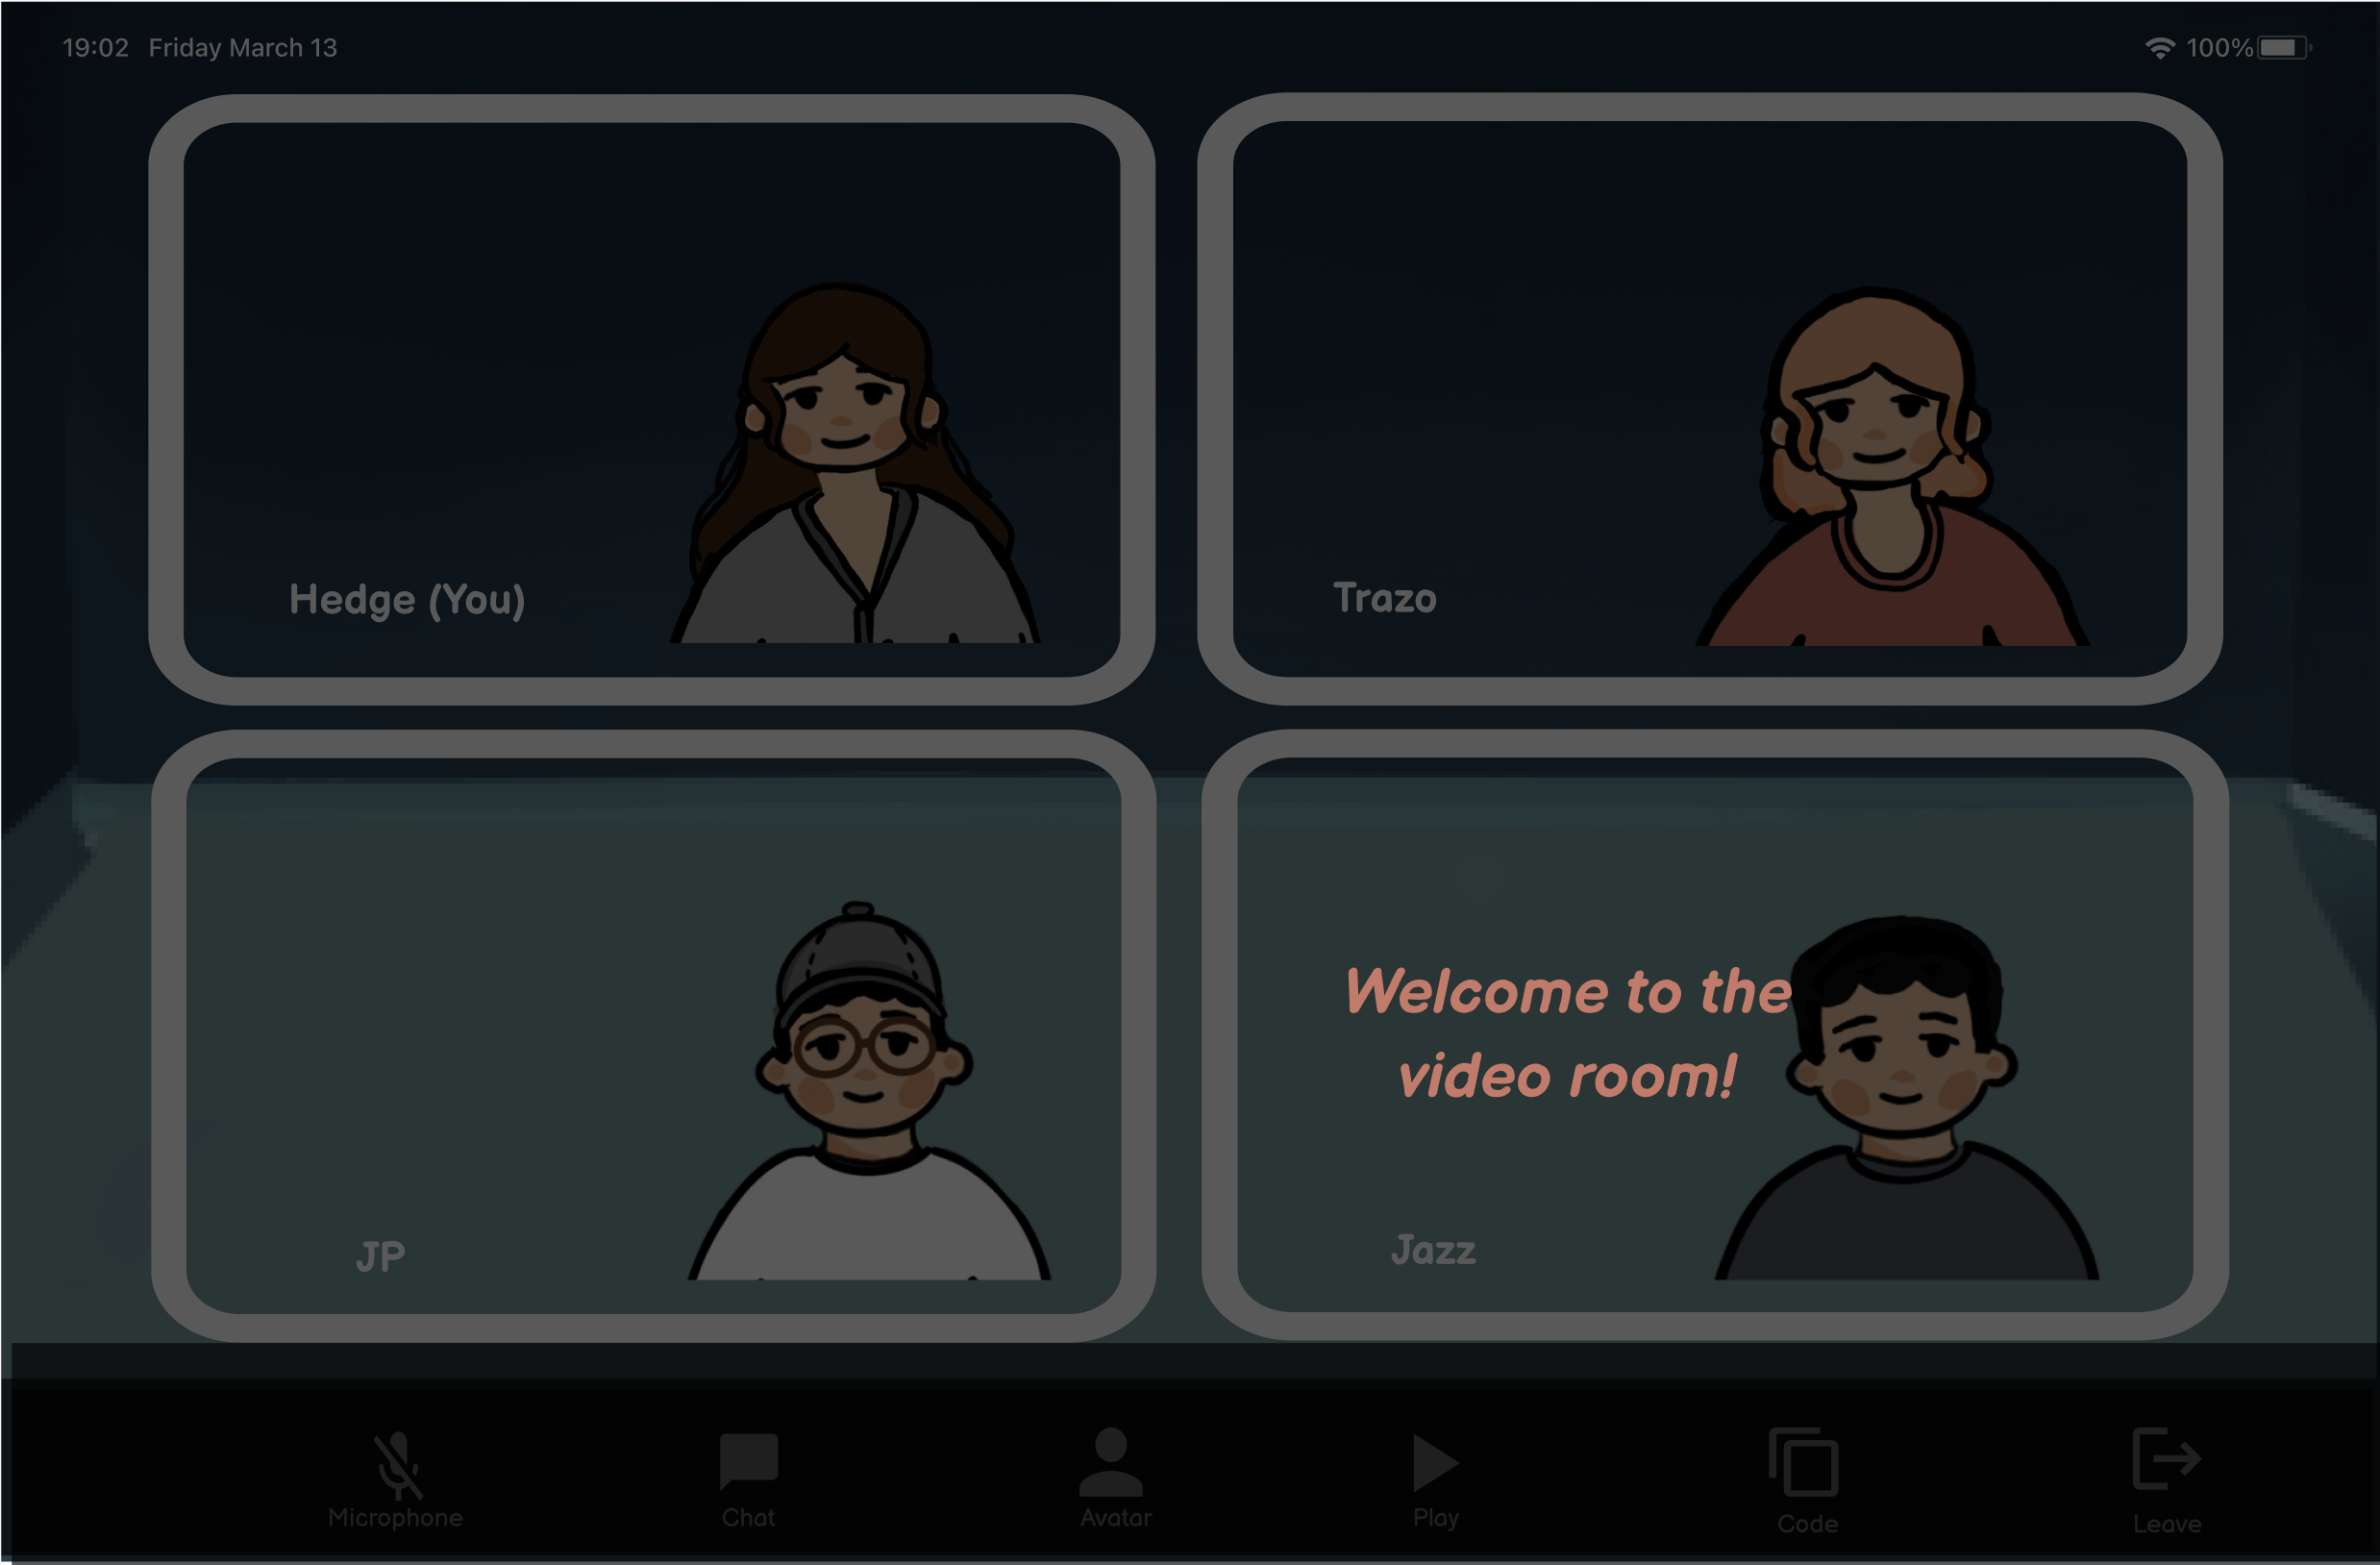 19:02 Friday March 13
100%
Hedge (You)
Trazo
Welcome to the
video room!
JP
Jazz
Microphone
Chat
Avatar
Play
Code
Leave